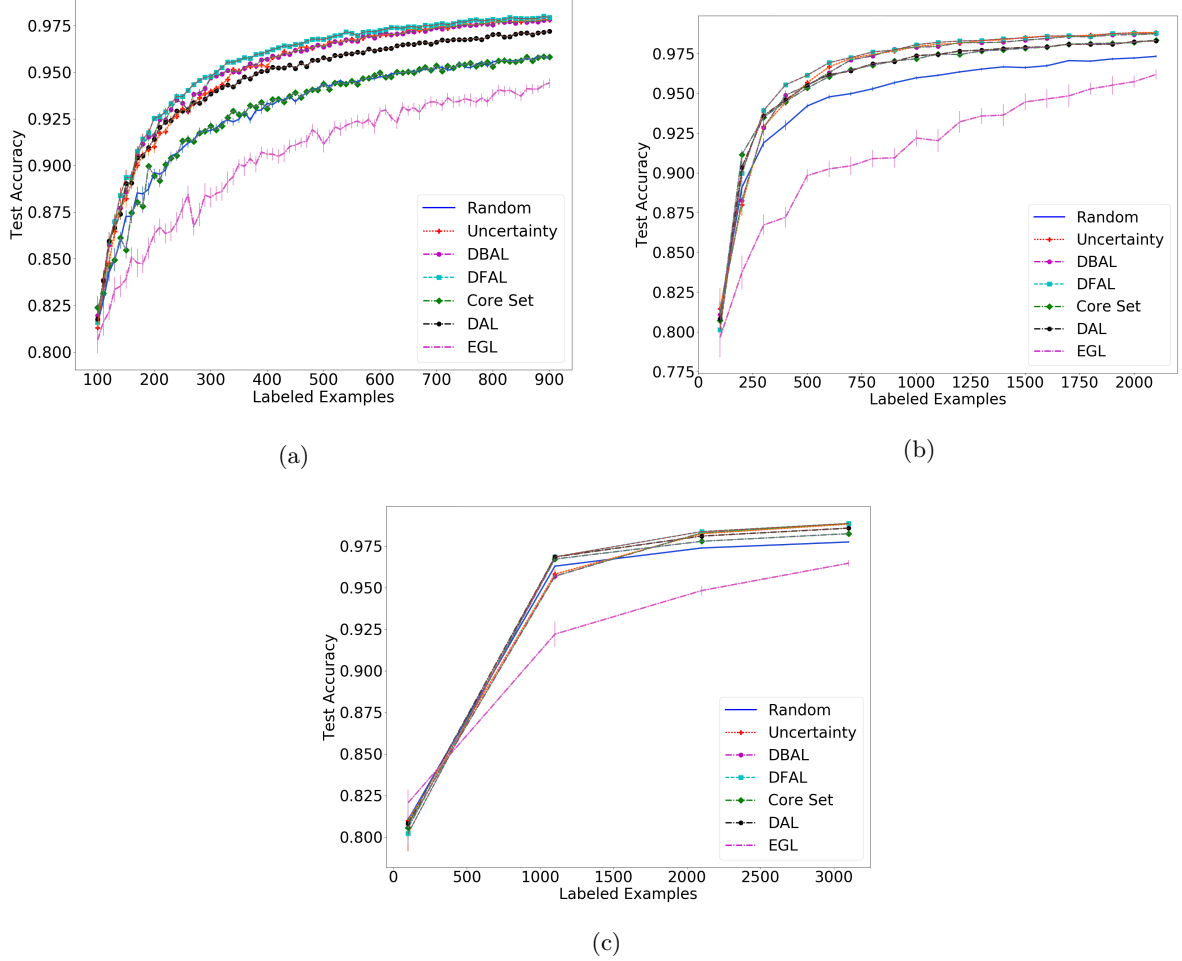 0.975
0.950
0.925
0.900
0.875
0.850
0.825
0.800
Test Accuracy
100 200 300 400 500 600 700 800 900
Labeled Examples
Random
Uncertainty
DBAL
DFAL
Core Set
DAL
EGL
(a)
0.975
0.950
0.925
0.900
0.875
0.850
0.825
0.800
0.775
Test Accuracy
0 250 500 750 1000 1250 1500 1750 2000
Labeled Examples
Random
Uncertainty
DBAL
DFAL
Core Set
DAL
EGL
(b)
0.975
0.950
0.925
0.900
0.875
0.850
0.825
0.800
Test Accuracy
0 500 1000 1500 2000 2500 3000
Labeled Examples
Random
Uncertainty
DBAL
DFAL
Core Set
DAL
EGL
(c)